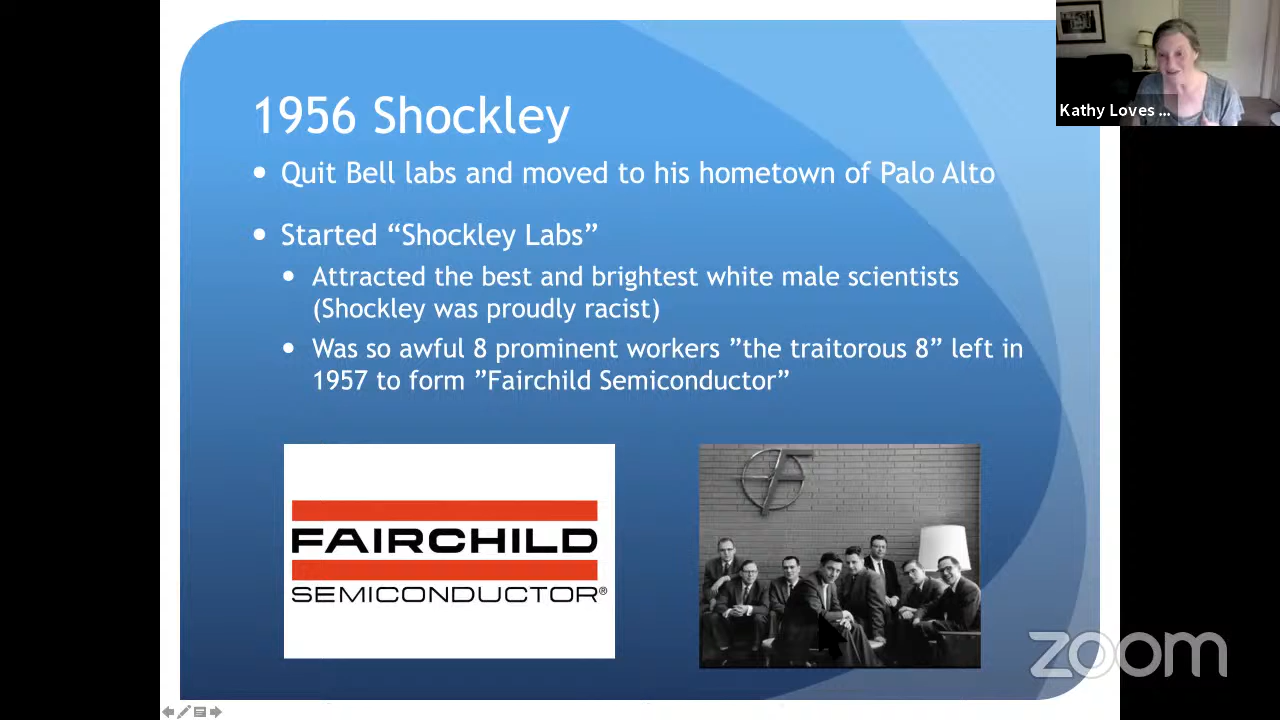 1956 Shockley
Quit Bell labs and moved to his hometown of Palo Alto
Started “Shockley Labs”
Attracted the best and brightest white male scientists
(Shockley was proudly racist)
Was so awful 8 prominent workers ”the traitorous 8” left in
1957 to form ”Fairchild Semiconductor”
FAIRCHILD
SEMICONDUCTOR®
F
Kathy Loves ...
zoom